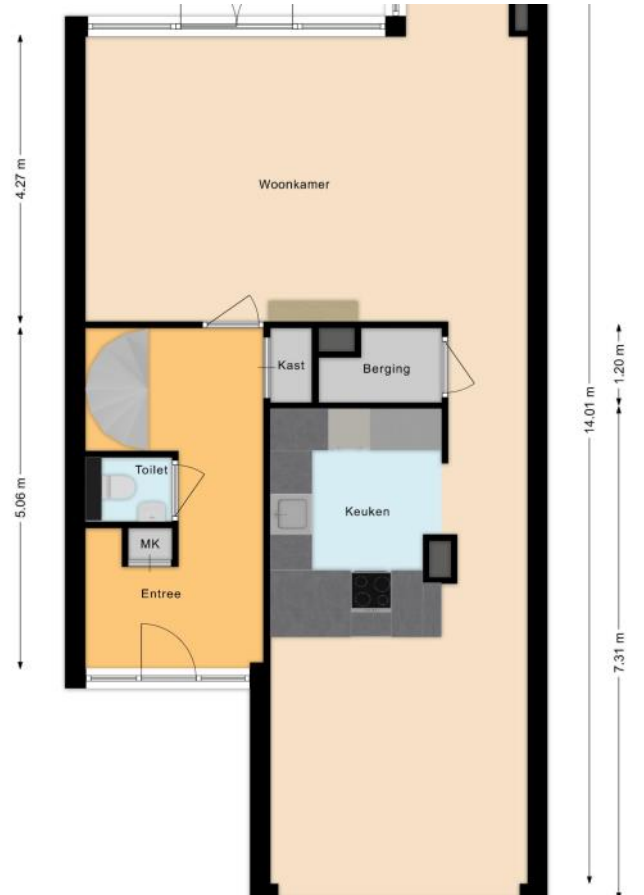 4.27 m
Woonkamer
1.20 m
Kast
Berging
14.01 m
Toilet
5.06 m
Keuken
MK
Entree
7.31 m